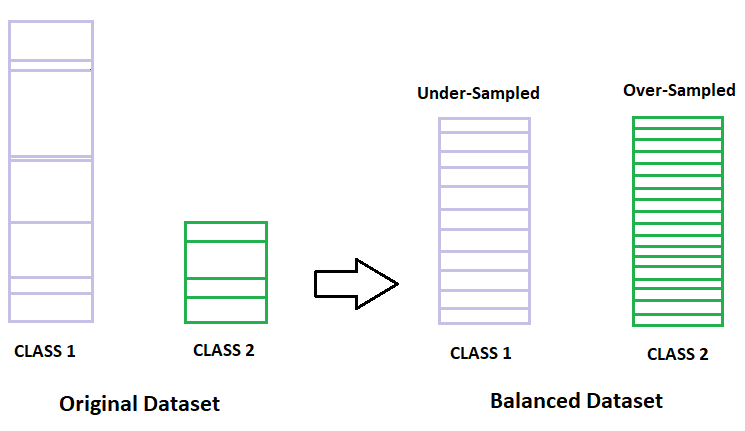 Under-Sampled
Over-Sampled
CLASS 1
CLASS 2
CLASS 1
CLASS 2
Original Dataset
Balanced Dataset